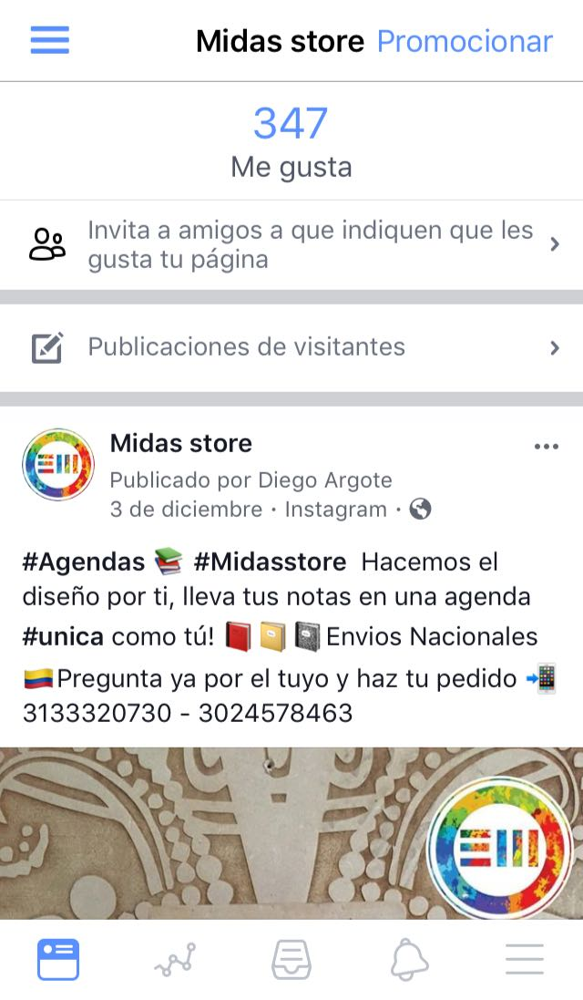 Midas store Promocionar
347
Me gusta
Invita a amigos a que indiquen que les
gusta tu página
Publicaciones de visitantes
Midas store
Publicado por Diego Argote
3 de diciembre · Instagram ·
#Agendas 📚 #Midasstore Hacemos el
diseño por ti, lleva tus notas en una agenda
#unica como tú! 📕 📒 📓 Envios Nacionales
🇨🇴Pregunta ya por el tuyo y haz tu pedido 📲
3133320730 - 3024578463